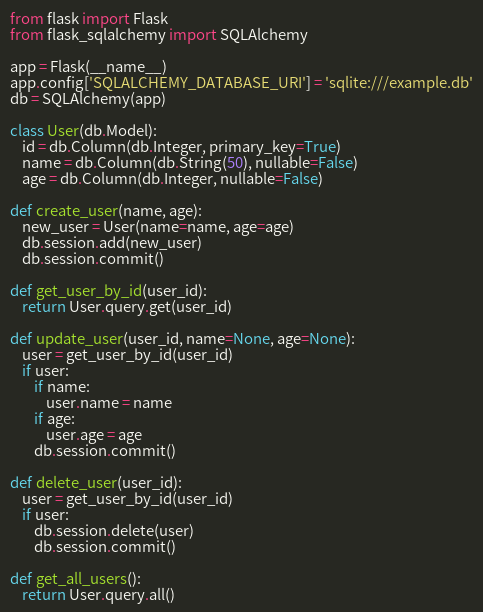 from flask import Flask
from flask_sqlalchemy import SQLAlchemy

app = Flask(__name__)
app.config['SQLALCHEMY_DATABASE_URI'] = 'sqlite:///example.db'
db = SQLAlchemy(app)

class User(db.Model):
    id = db.Column(db.Integer, primary_key=True)
    name = db.Column(db.String(50), nullable=False)
    age = db.Column(db.Integer, nullable=False)

def create_user(name, age):
    new_user = User(name=name, age=age)
    db.session.add(new_user)
    db.session.commit()

def get_user_by_id(user_id):
    return User.query.get(user_id)

def update_user(user_id, name=None, age=None):
    user = get_user_by_id(user_id)
    if user:
        if name:
            user.name = name
        if age:
            user.age = age
        db.session.commit()

def delete_user(user_id):
    user = get_user_by_id(user_id)
    if user:
        db.session.delete(user)
        db.session.commit()

def get_all_users():
    return User.query.all()